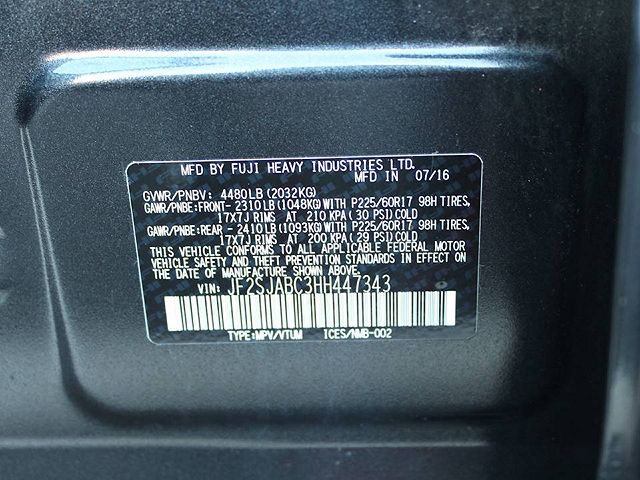 MFD BY FUJI HEAVY INDUSTRIES LTD.
MFD IN 07/16
GVWR/PNBV: 4480LB (2032KG)
GAWR/PNBE:FRONT- 2310LB (1048KG)WITH P225/60R17 98H TIRES,
17X7J RIMS AT 210 KPA (30 PSI)COLD
GAWR/PNBE:REAR - 2410LB (1093KG)WITH P225/60R17 98H TIRES,
17X7J RIMS AT 200 KPA (29 PSI)COLD
THIS VEHICLE CONFORMS TO ALL APPLICABLE FEDERAL MOTOR
VEHICLE SAFETY, BUMPER, AND THEFT PREVENTION STANDARDS IN EFFECT ON
THE DATE OF MANUFACTURE SHOWN ABOVE.
VIN: JF2SJABC3HH447343
TYPE:MPV/VTUM ICES/NMB-002